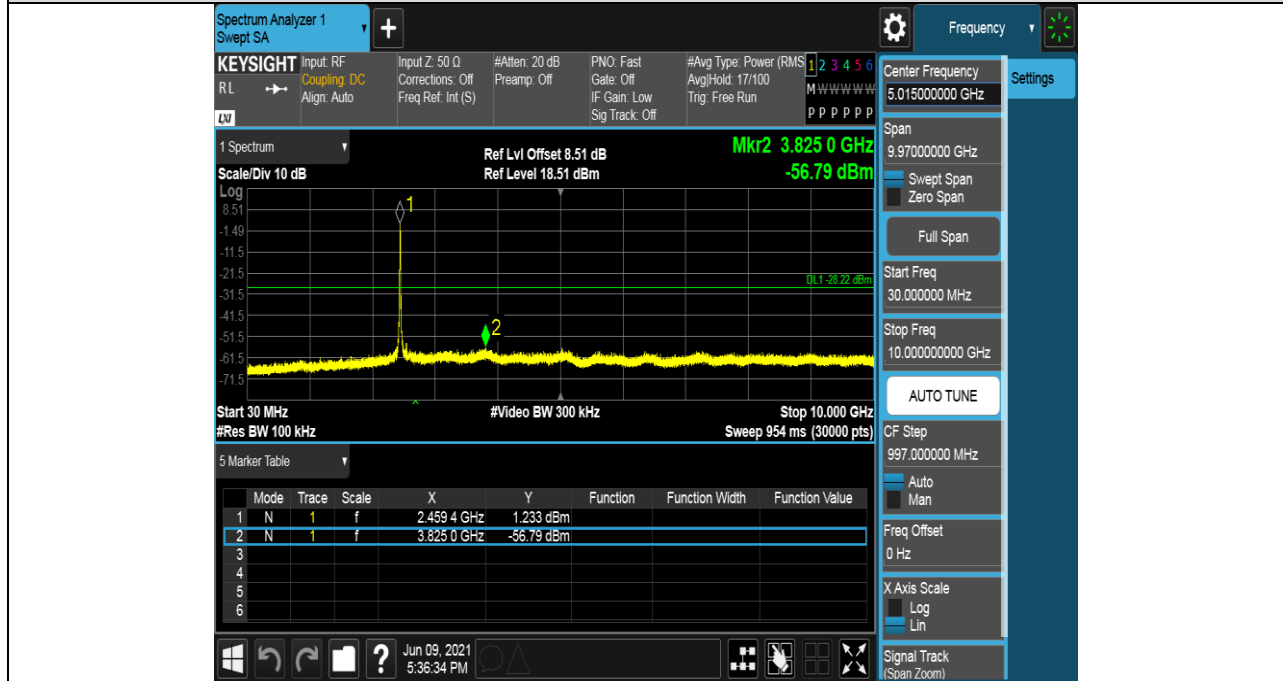 Spectrum Analyzer 1
Swept SA
+
Frequency
KEYSIGHT Input: RF Input Z: 50 Ω #Atten: 20 dB PNO: Fast #Avg Type: Power (RMS 1 2 3 4 5 6
RL Coupling: DC Corrections: Off Preamp: Off Gate: Off Avg|Hold: 17/100 M W W W W W
Align: Auto Freq Ref: Int (S) IF Gain: Low Trig: Free Run
LXI Sig Track: Off P P P P P P
1 Spectrum
Ref Lvl Offset 8.51 dB Mkr2 3.825 0 GHz
Scale/Div 10 dB Ref Level 18.51 dBm -56.79 dBm
Log
1
8.51
-1.49
-11.5
-21.5
DL1 -28.22 dBm
-31.5
-41.5
2
-51.5
-61.5
-71.5
Start 30 MHz #Video BW 300 kHz Stop 10.000 GHz
#Res BW 100 kHz Sweep 954 ms (30000 pts)
5 Marker Table
Mode Trace Scale X Y Function Function Width Function Value
1 N 1 f 2.459 4 GHz 1.233 dBm
2 N 1 f 3.825 0 GHz -56.79 dBm
3
4
5
6
? Jun 09, 2021
5:36:34 PM
Center Frequency
5.015000000 GHz
Settings
Span
9.97000000 GHz
Swept Span
Zero Span
Full Span
Start Freq
30.000000 MHz
Stop Freq
10.000000000 GHz
AUTO TUNE
CF Step
997.000000 MHz
Auto
Man
Freq Offset
0 Hz
X Axis Scale
Log
Lin
Signal Track
(Span Zoom)